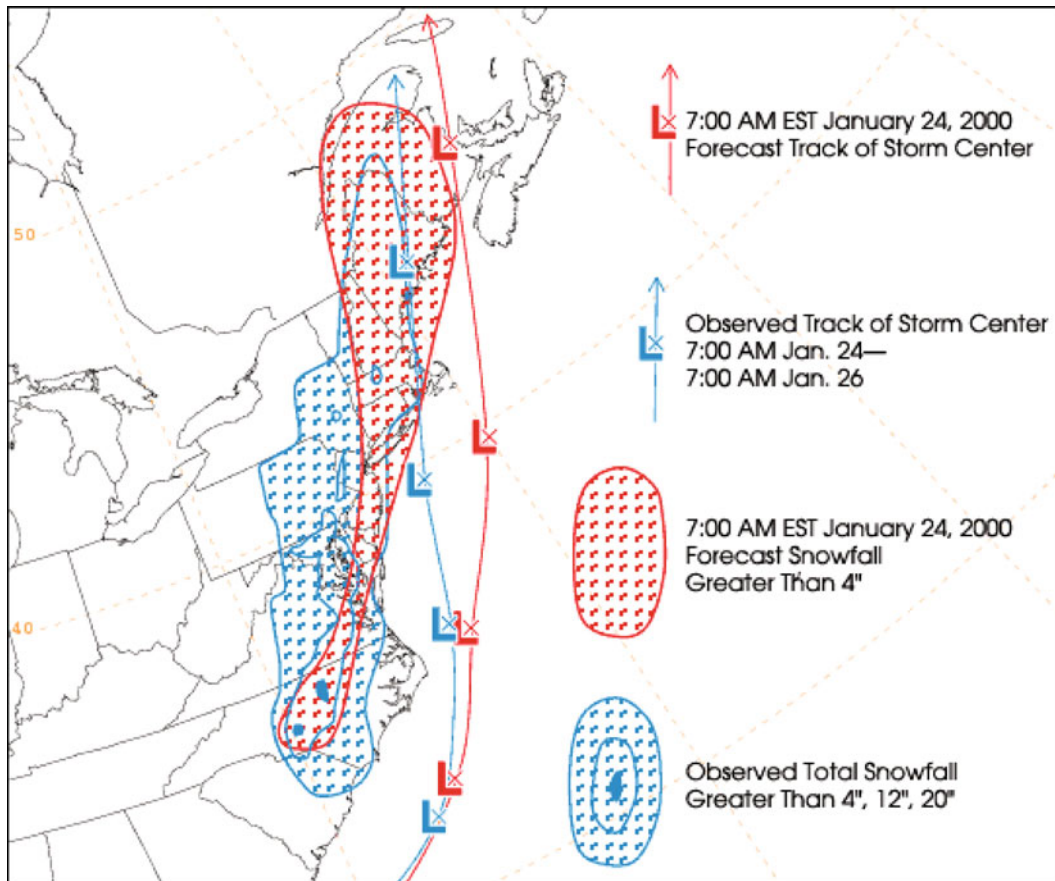 7:00 AM EST January 24, 2000
Forecast Track of Storm Center
50
Observed Track of Storm Center
7:00 AM Jan. 24—
7:00 AM Jan. 26
7:00 AM EST January 24, 2000
Forecast Snowfall
Greater Than 4"
40
Observed Total Snowfall
Greater Than 4", 12", 20"
L
L
L
L
L
L
L
L
L
L